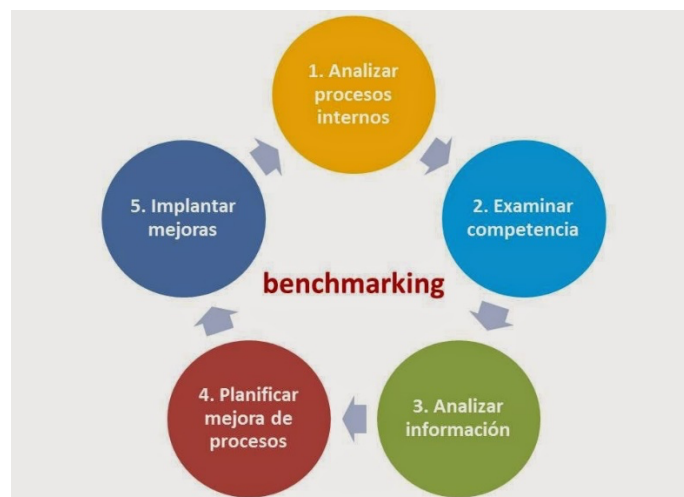 1. Analizar
procesos
internos
2. Examinar
competencia
3. Analizar
información
4. Planificar
mejora de
procesos
5. Implantar
mejoras
benchmarking